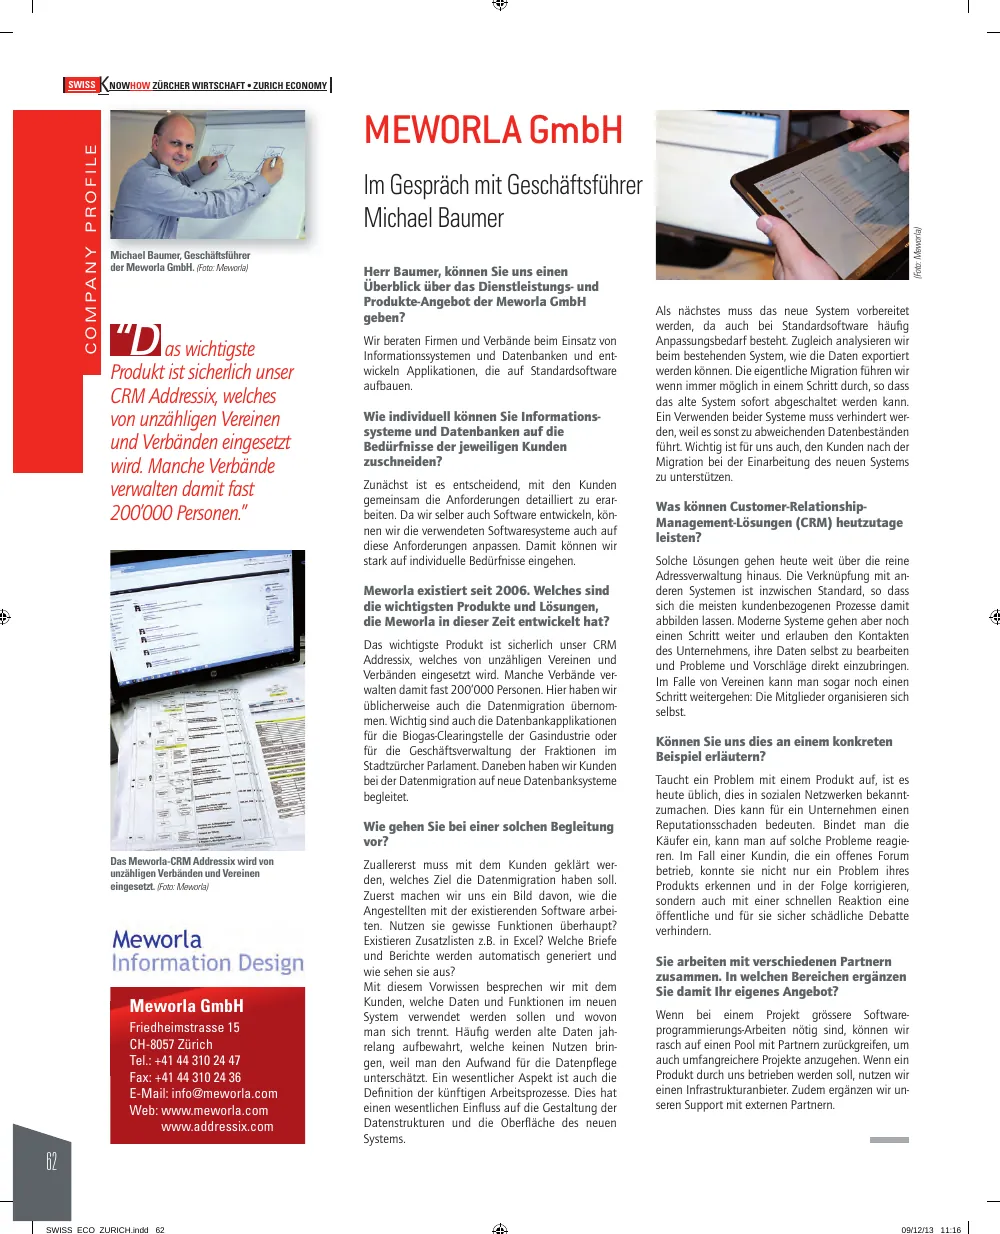 SWISS KNOWHOW ZÜRCHER WIRTSCHAFT • ZURICH ECONOMY
COMPANY PROFILE
Michael Baumer, Geschäftsführer
der Meworla GmbH. (Foto: Meworla)
"Das wichtigste
Produkt ist sicherlich unser
CRM Addressix, welches
von unzähligen Vereinen
und Verbänden eingesetzt
wird. Manche Verbände
verwalten damit fast
200'000 Personen."
Das Meworla-CRM Addressix wird von
unzähligen Verbänden und Vereinen
eingesetzt. (Foto: Meworla)
Meworla
Information Design
Meworla GmbH
Friedheimstrasse 15
CH-8057 Zürich
Tel.: +41 44 310 24 47
Fax: +41 44 310 24 36
E-Mail: info@meworla.com
Web: www.meworla.com
www.addressix.com
MEWORLA GmbH
Im Gespräch mit Geschäftsführer
Michael Baumer
Herr Baumer, können Sie uns einen
Überblick über das Dienstleistungs- und
Produkte-Angebot der Meworla GmbH
geben?
Wir beraten Firmen und Verbände beim Einsatz von
Informationssystemen und Datenbanken und ent-
wickeln Applikationen, die auf Standardsoftware
aufbauen.
Wie individuell können Sie Informations-
systeme und Datenbanken auf die
Bedürfnisse der jeweiligen Kunden
zuschneiden?
Zunächst ist es entscheidend, mit den Kunden
gemeinsam die Anforderungen detailliert zu erar-
beiten. Da wir selber auch Software entwickeln, kön-
nen wir die verwendeten Softwaresysteme auch auf
diese Anforderungen anpassen. Damit können wir
stark auf individuelle Bedürfnisse eingehen.
Meworla existiert seit 2006. Welches sind
die wichtigsten Produkte und Lösungen,
die Meworla in dieser Zeit entwickelt hat?
Das wichtigste Produkt ist sicherlich unser CRM
Addressix, welches von unzähligen Vereinen und
Verbänden eingesetzt wird. Manche Verbände ver-
walten damit fast 200'000 Personen. Hier haben wir
üblicherweise auch die Datenmigration übernom-
men. Wichtig sind auch die Datenbankapplikationen
für die Biogas-Clearingstelle der Gasindustrie oder
für die Geschäftsverwaltung der Fraktionen im
Stadtzürcher Parlament. Daneben haben wir Kunden
bei der Datenmigration auf neue Datenbanksysteme
begleitet.
Wie gehen Sie bei einer solchen Begleitung
vor?
Zuallererst muss mit dem Kunden geklärt wer-
den, welches Ziel die Datenmigration haben soll.
Zuerst machen wir uns ein Bild davon, wie die
Angestellten mit der existierenden Software arbei-
ten. Nutzen sie gewisse Funktionen überhaupt?
Existieren Zusatzlisten z.B. in Excel? Welche Briefe
und Berichte werden automatisch generiert und
wie sehen sie aus?
Mit diesem Vorwissen besprechen wir mit dem
Kunden, welche Daten und Funktionen im neuen
System verwendet werden sollen und wovon
man sich trennt. Häufig werden alte Daten jah-
relang aufbewahrt, welche keinen Nutzen brin-
gen, weil man den Aufwand für die Datenpflege
unterschätzt. Ein wesentlicher Aspekt ist auch die
Definition der künftigen Arbeitsprozesse. Dies hat
einen wesentlichen Einfluss auf die Gestaltung der
Datenstrukturen und die Oberfläche des neuen
Systems.
(Foto: Meworla)
Als nächstes muss das neue System vorbereitet
werden, da auch bei Standardsoftware häufig
Anpassungsbedarf besteht. Zugleich analysieren wir
beim bestehenden System, wie die Daten exportiert
werden können. Die eigentliche Migration führen wir
wenn immer möglich in einem Schritt durch, so dass
das alte System sofort abgeschaltet werden kann.
Ein Verwenden beider Systeme muss verhindert wer-
den, weil es sonst zu abweichenden Datenbeständen
führt. Wichtig ist für uns auch, den Kunden nach der
Migration bei der Einarbeitung des neuen Systems
zu unterstützen.
Was können Customer-Relationship-
Management-Lösungen (CRM) heutzutage
leisten?
Solche Lösungen gehen heute weit über die reine
Adressverwaltung hinaus. Die Verknüpfung mit an-
deren Systemen ist inzwischen Standard, so dass
sich die meisten kundenbezogenen Prozesse damit
abbilden lassen. Moderne Systeme gehen aber noch
einen Schritt weiter und erlauben den Kontakten
des Unternehmens, ihre Daten selbst zu bearbeiten
und Probleme und Vorschläge direkt einzubringen.
Im Falle von Vereinen kann man sogar noch einen
Schritt weitergehen: Die Mitglieder organisieren sich
selbst.
Können Sie uns dies an einem konkreten
Beispiel erläutern?
Taucht ein Problem mit einem Produkt auf, ist es
heute üblich, dies in sozialen Netzwerken bekannt-
zumachen. Dies kann für ein Unternehmen einen
Reputationsschaden bedeuten. Bindet man die
Käufer ein, kann man auf solche Probleme reagie-
ren. Im Fall einer Kundin, die ein offenes Forum
betrieb, konnte sie nicht nur ein Problem ihres
Produkts erkennen und in der Folge korrigieren,
sondern auch mit einer schnellen Reaktion eine
öffentliche und für sie sicher schädliche Debatte
verhindern.
Sie arbeiten mit verschiedenen Partnern
zusammen. In welchen Bereichen ergänzen
Sie damit Ihr eigenes Angebot?
Wenn bei einem Projekt grössere Software-
programmierungs-Arbeiten nötig sind, können wir
rasch auf einen Pool mit Partnern zurückgreifen, um
auch umfangreichere Projekte anzugehen. Wenn ein
Produkt durch uns betrieben werden soll, nutzen wir
einen Infrastrukturanbieter. Zudem ergänzen wir un-
seren Support mit externen Partnern.
62
SWISS_ECO_ZURICH.indd 62
09/12/13 11:16